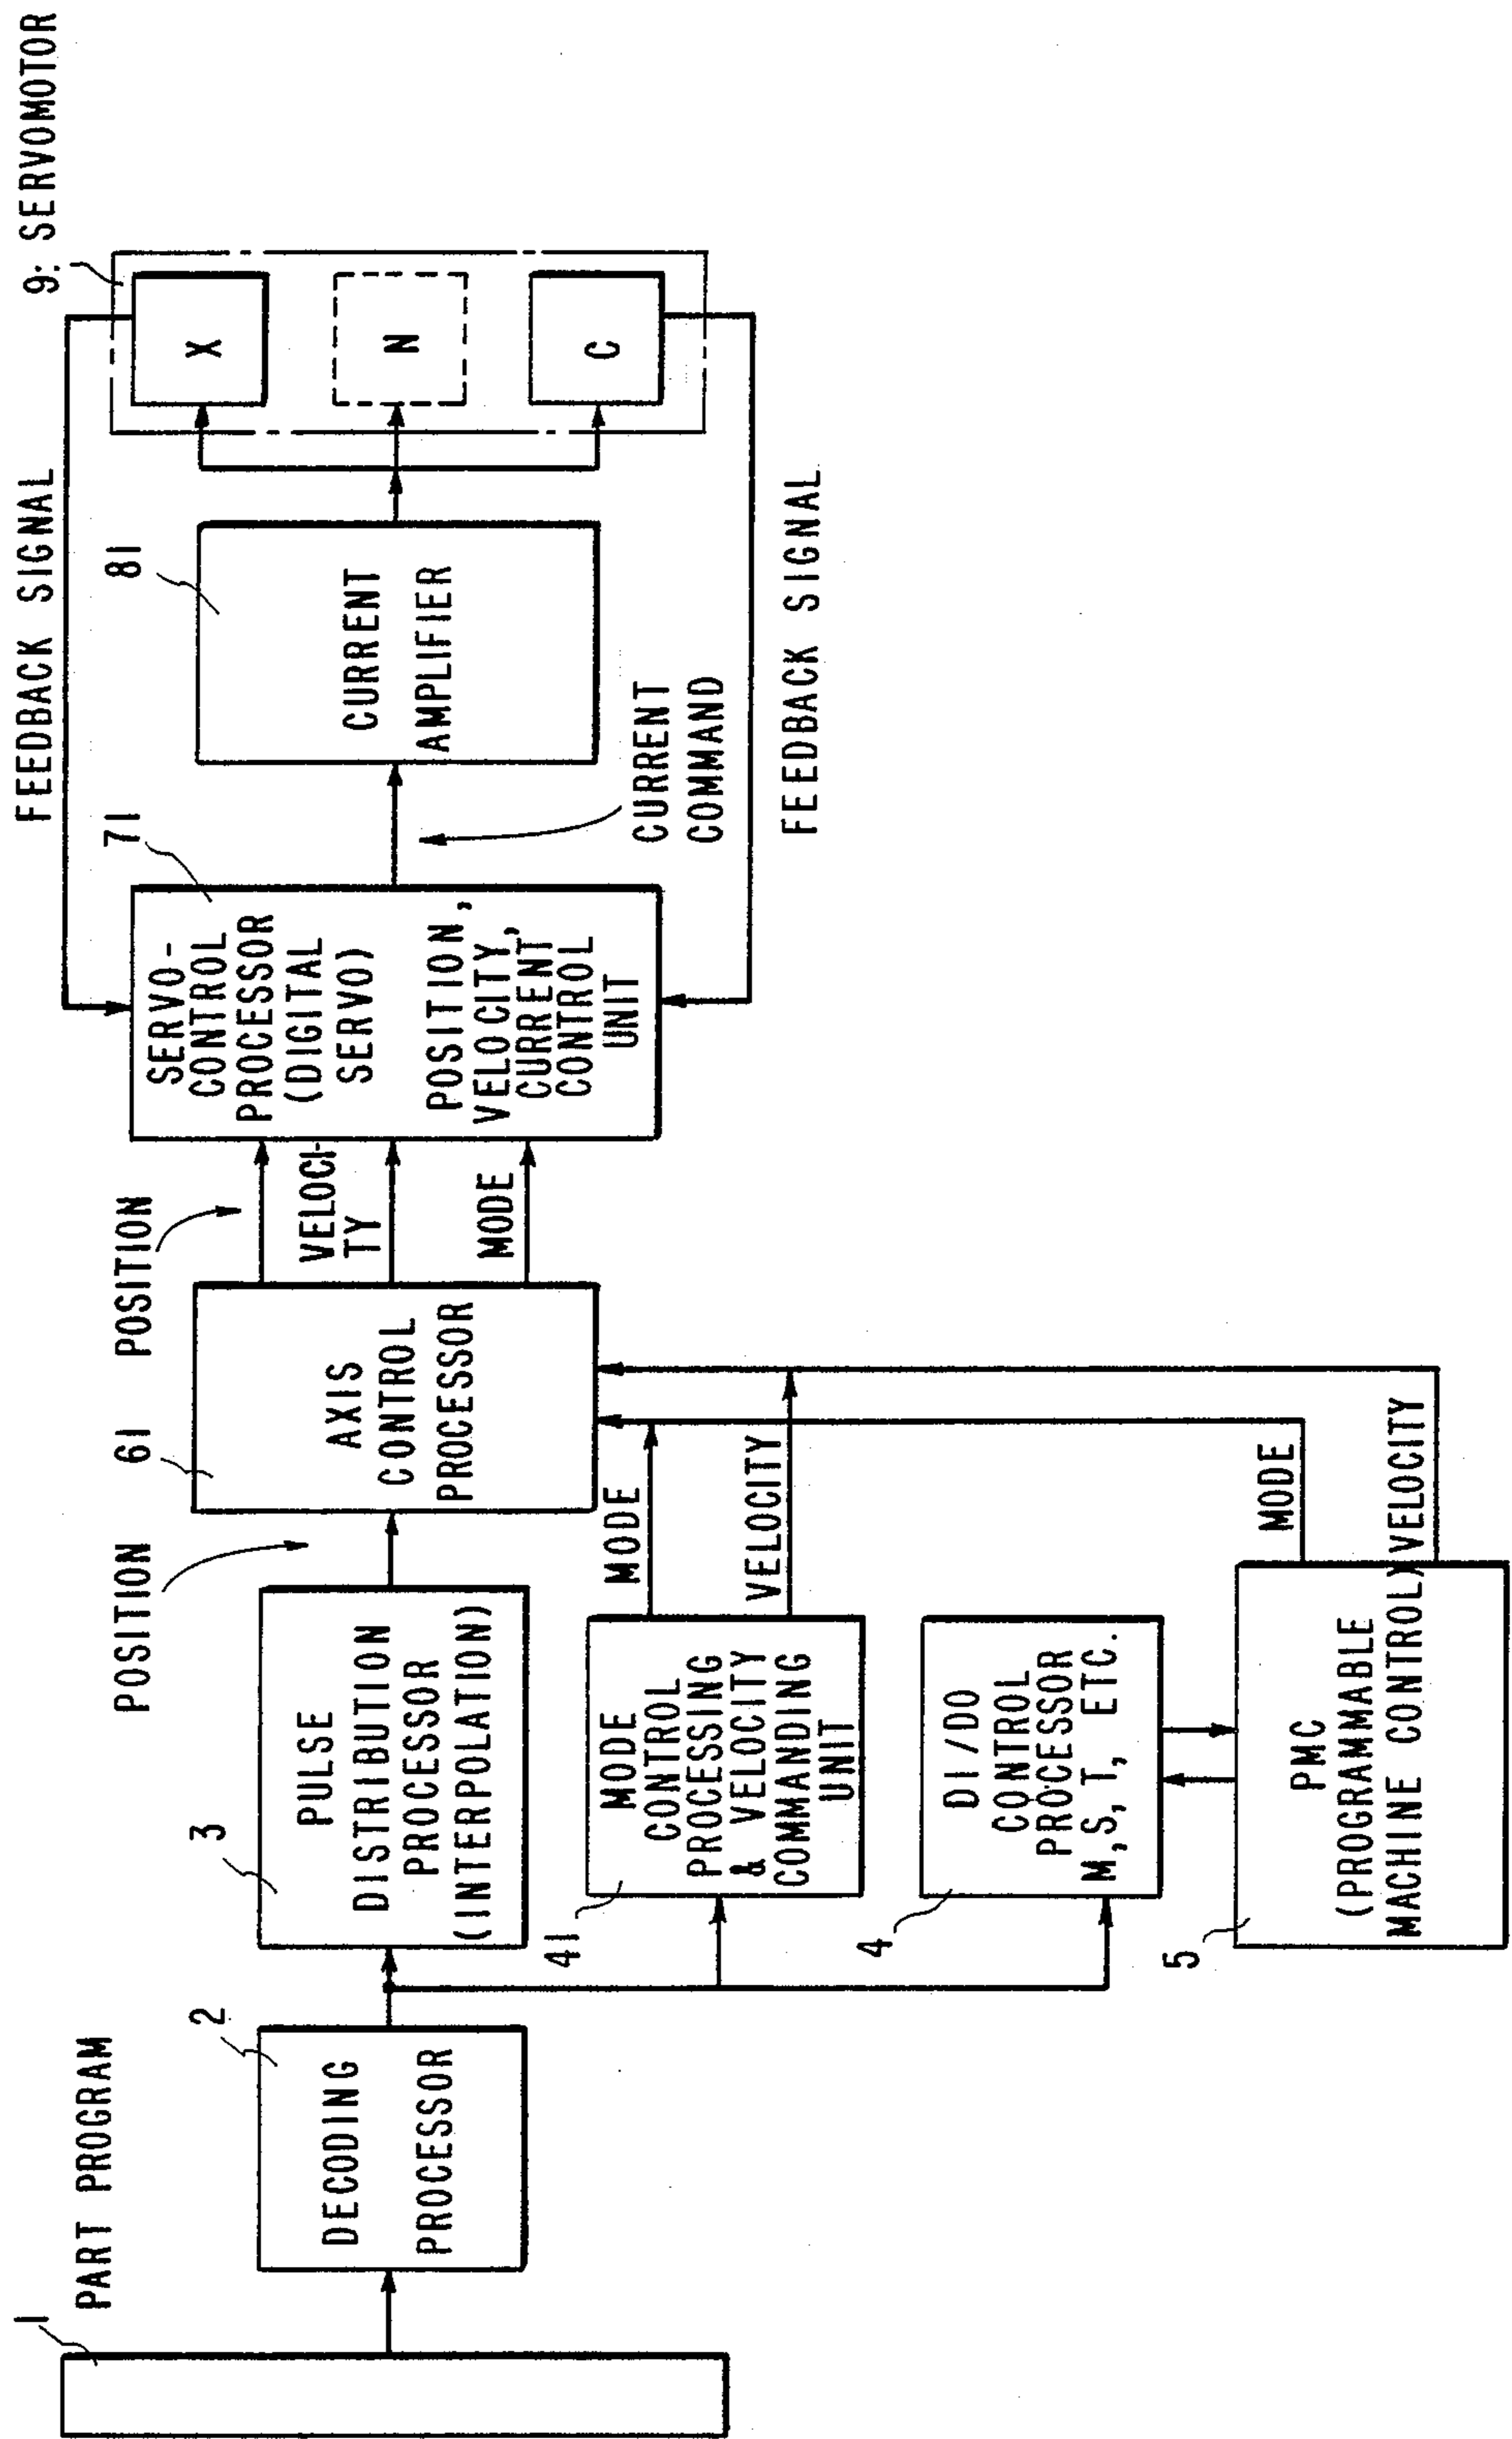 1
PART PROGRAM
2
DECODING
PROCESSOR
3
PULSE
DISTRIBUTION
PROCESSOR
(INTERPOLATION)
POSITION
41
MODE
CONTROL
PROCESSING
& VELOCITY
COMMANDING
UNIT
MODE
VELOCITY
4
DI/DO
CONTROL
PROCESSOR
M,S,T, ETC.
5
PMC
(PROGRAMMABLE
MACHINE CONTROL)
MODE
VELOCITY
61
AXIS
CONTROL
PROCESSOR
POSITION
VELOCI-
TY
MODE
71
SERVO-
CONTROL
PROCESSOR
(DIGITAL
SERVO)
POSITION,
VELOCITY,
CURRENT
CONTROL
UNIT
CURRENT
COMMAND
81
CURRENT
AMPLIFIER
FEEDBACK SIGNAL
FEEDBACK SIGNAL
9: SERVOMOTOR
X
N
C